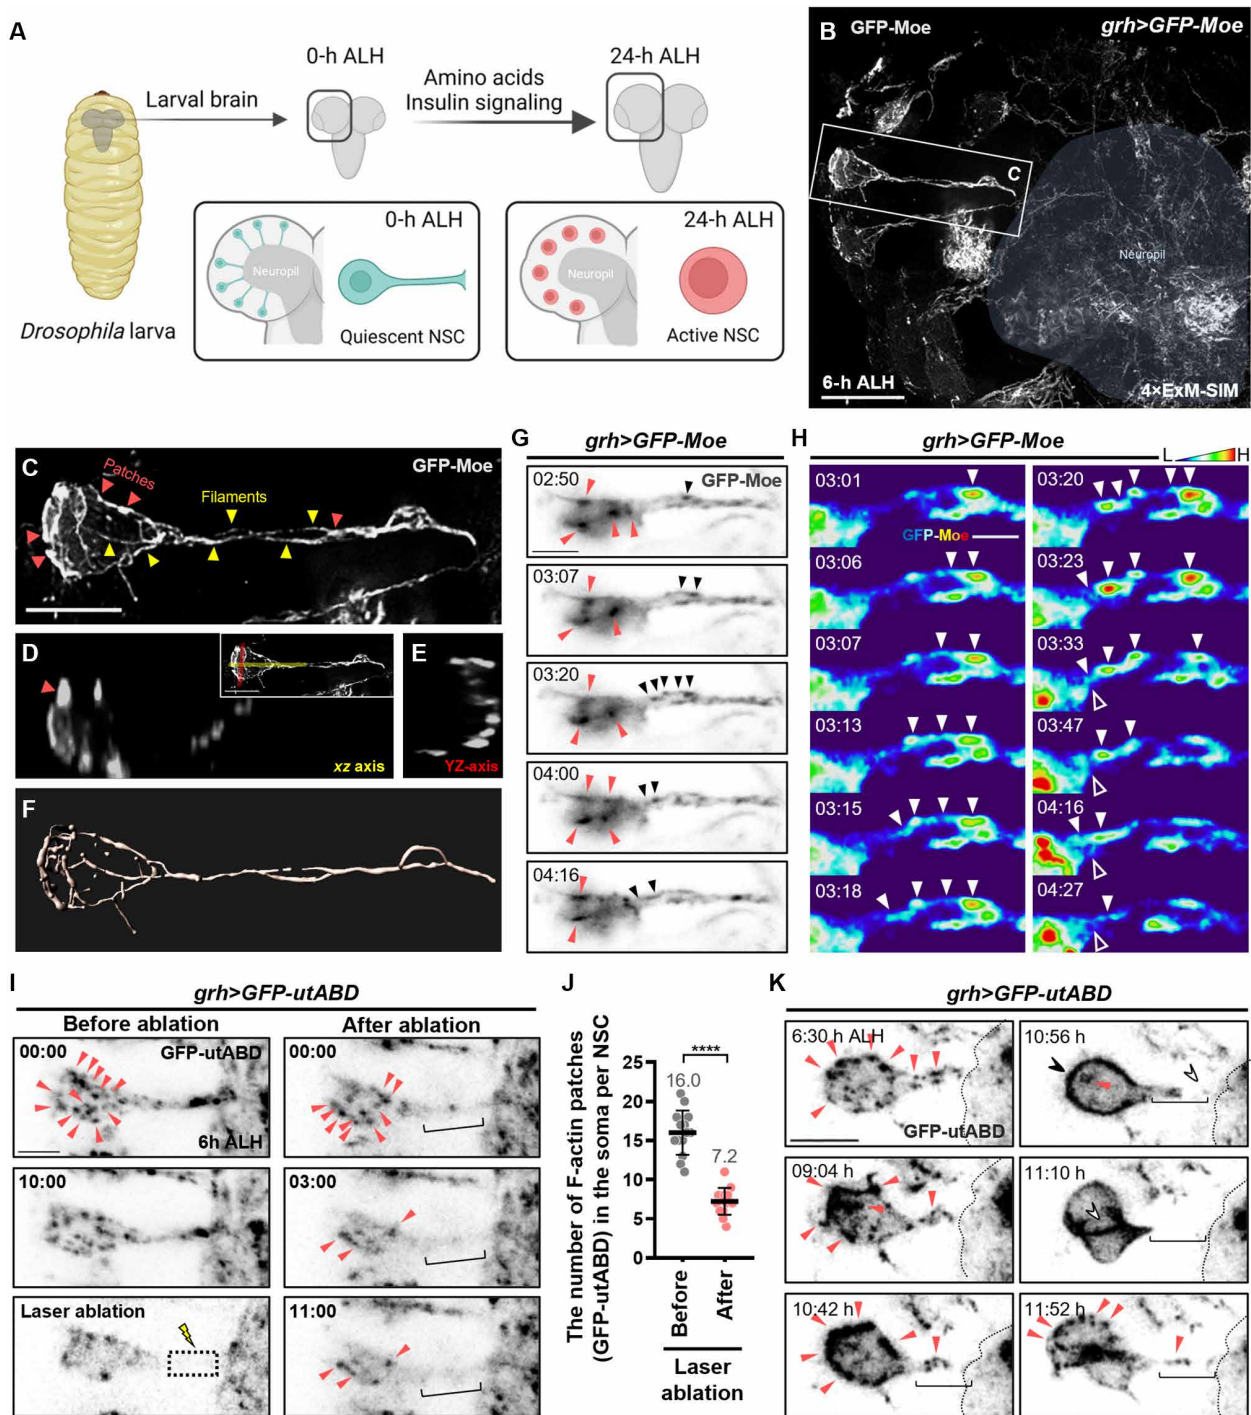 A
Larval brain
0-h ALH
Amino acids
Insulin signaling
24-h ALH
0-h ALH
Neuropil
Quiescent NSC
24-h ALH
Neuropil
Active NSC
Drosophila larva
B
GFP-Moe
grh>GFP-Moe
C
Neuropil
6-h ALH
4×ExM-SIM
C
GFP-Moe
Patches
Filaments
D
xz axis
E
YZ-axis
F
G
grh>GFP-Moe
02:50
GFP-Moe
03:07
03:20
04:00
04:16
H
grh>GFP-Moe
L
H
03:01
GFP-Moe
03:06
03:07
03:13
03:15
03:18
03:20
03:23
03:33
03:47
04:16
04:27
I
grh>GFP-utABD
Before ablation
After ablation
00:00
GFP-utABD
6h ALH
00:00
10:00
03:00
Laser ablation
11:00
J
The number of F-actin patches
(GFP-utABD) in the soma per NSC
25
20
15
10
5
0
16.0
****
7.2
Before
After
Laser
ablation
K
grh>GFP-utABD
6:30 h ALH
GFP-utABD
10:56 h
09:04 h
11:10 h
10:42 h
11:52 h